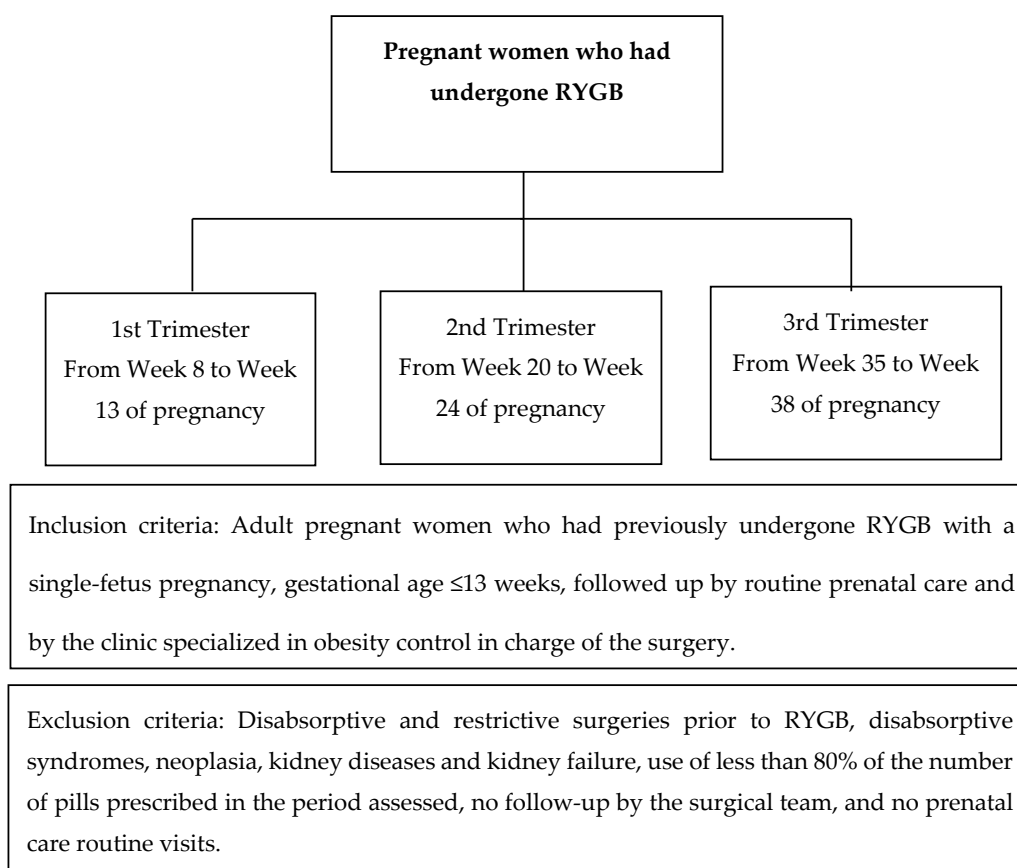 Pregnant women who had
undergone RYGB
1st Trimester
From Week 8 to Week
13 of pregnancy
2nd Trimester
From Week 20 to Week
24 of pregnancy
3rd Trimester
From Week 35 to Week
38 of pregnancy
Inclusion criteria: Adult pregnant women who had previously undergone RYGB with a
single-fetus pregnancy, gestational age ≤13 weeks, followed up by routine prenatal care and
by the clinic specialized in obesity control in charge of the surgery.
Exclusion criteria: Disabsorptive and restrictive surgeries prior to RYGB, disabsorptive
syndromes, neoplasia, kidney diseases and kidney failure, use of less than 80% of the number
of pills prescribed in the period assessed, no follow-up by the surgical team, and no prenatal
care routine visits.